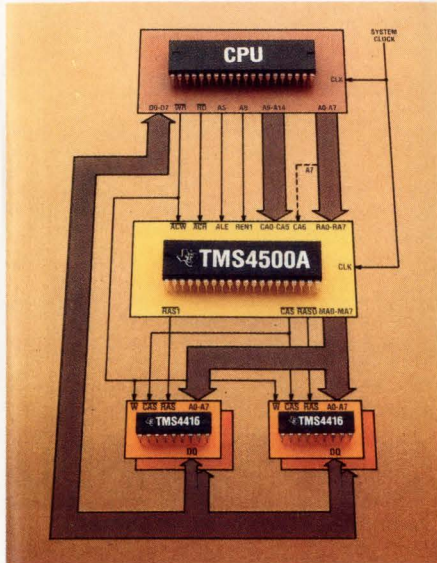 SYSTEM
CLOCK
CPU
CLK
D0-D7 WR RD AS A9 A8-A14 A0-A7
A7
ACW ACR ALE REN1 CA0-CA5 CA6 RA0-RA7
TMS4500A
CLK
RAS1 CAS RAS0 MA0-MA7
W CAS RAS A0-A7
W CAS RAS A0-A7
TMS4416
TMS4416
DQ
DQ